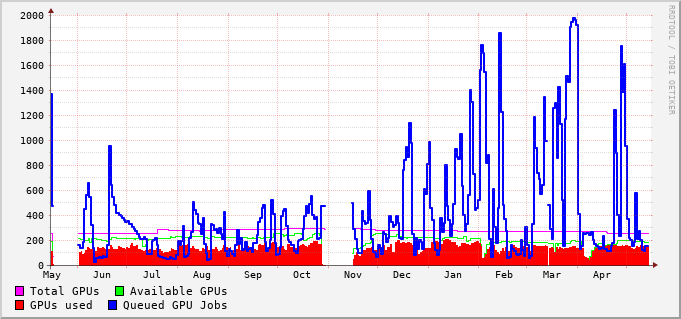 2000
1800
1600
1400
1200
1000
800
600
400
200
0
May Jun Jul Aug Sep Oct Nov Dec Jan Feb Mar Apr
Total GPUs Available GPUs
GPUs used Queued GPU Jobs
RRDTOOL / TOBI OETIKER